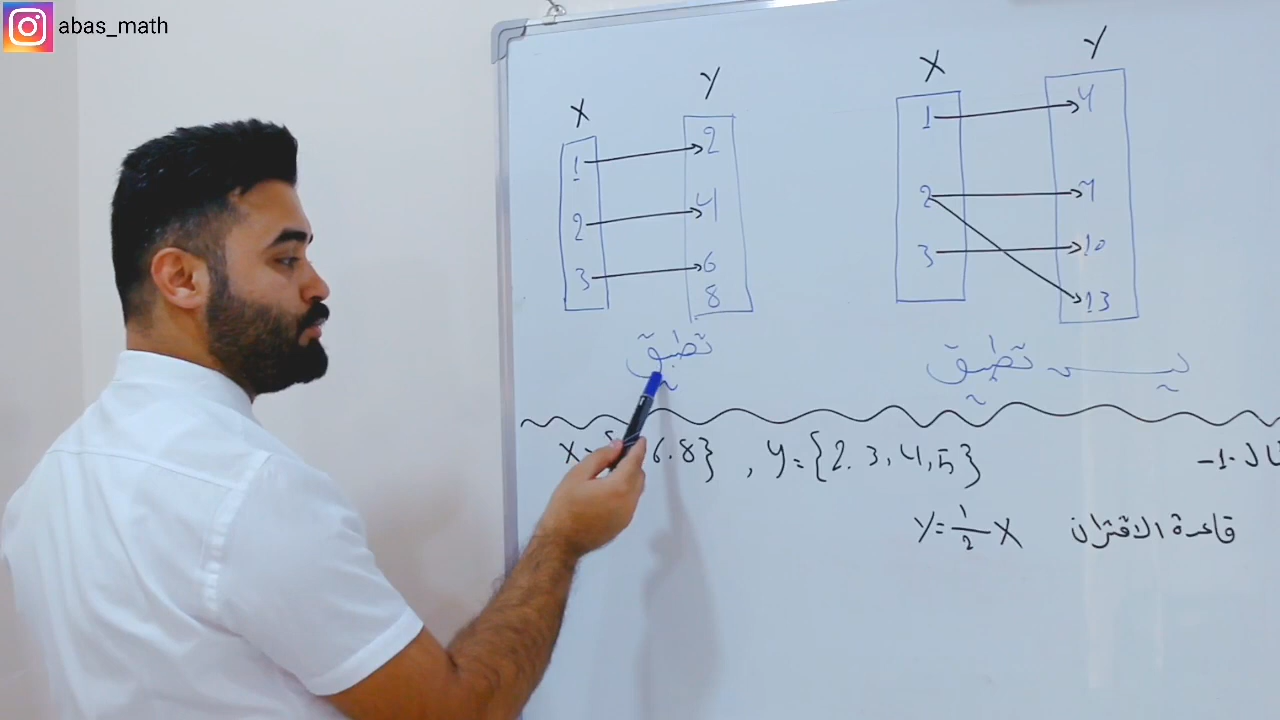 abas_math
X Y
1 2
2 4
3 6
8
تطبيق
X Y
1 4
2 7
3 10
13
ليس تطبيق
6.8} , y={2.3,4,5}
-1-
قاعدة الاقتران Y=1/2 X